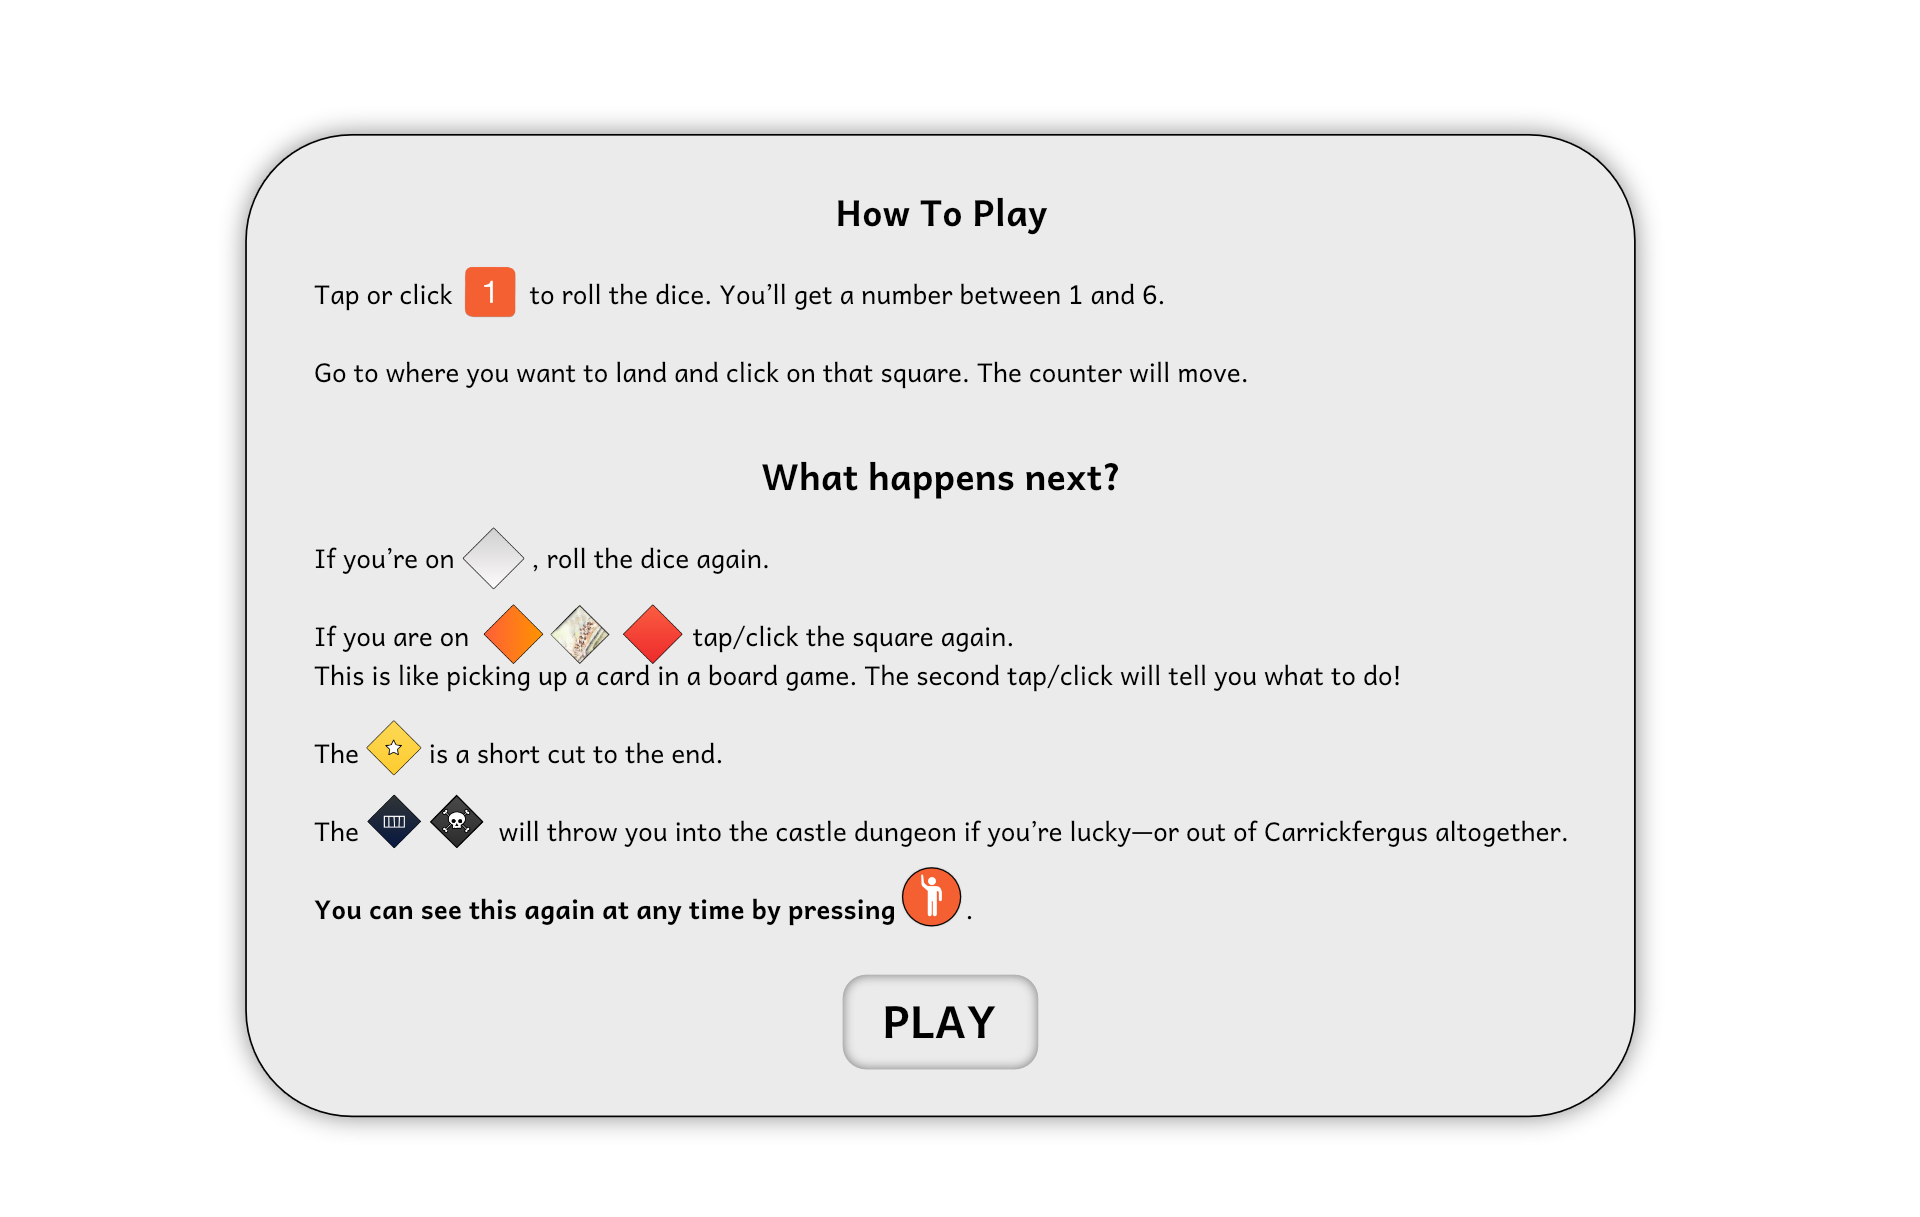 How To Play
Tap or click 1 to roll the dice. You’ll get a number between 1 and 6.
Go to where you want to land and click on that square. The counter will move.
What happens next?
If you’re on , roll the dice again.
If you are on tap/click the square again.
This is like picking up a card in a board game. The second tap/click will tell you what to do!
The is a short cut to the end.
The will throw you into the castle dungeon if you’re lucky—or out of Carrickfergus altogether.
You can see this again at any time by pressing .
PLAY